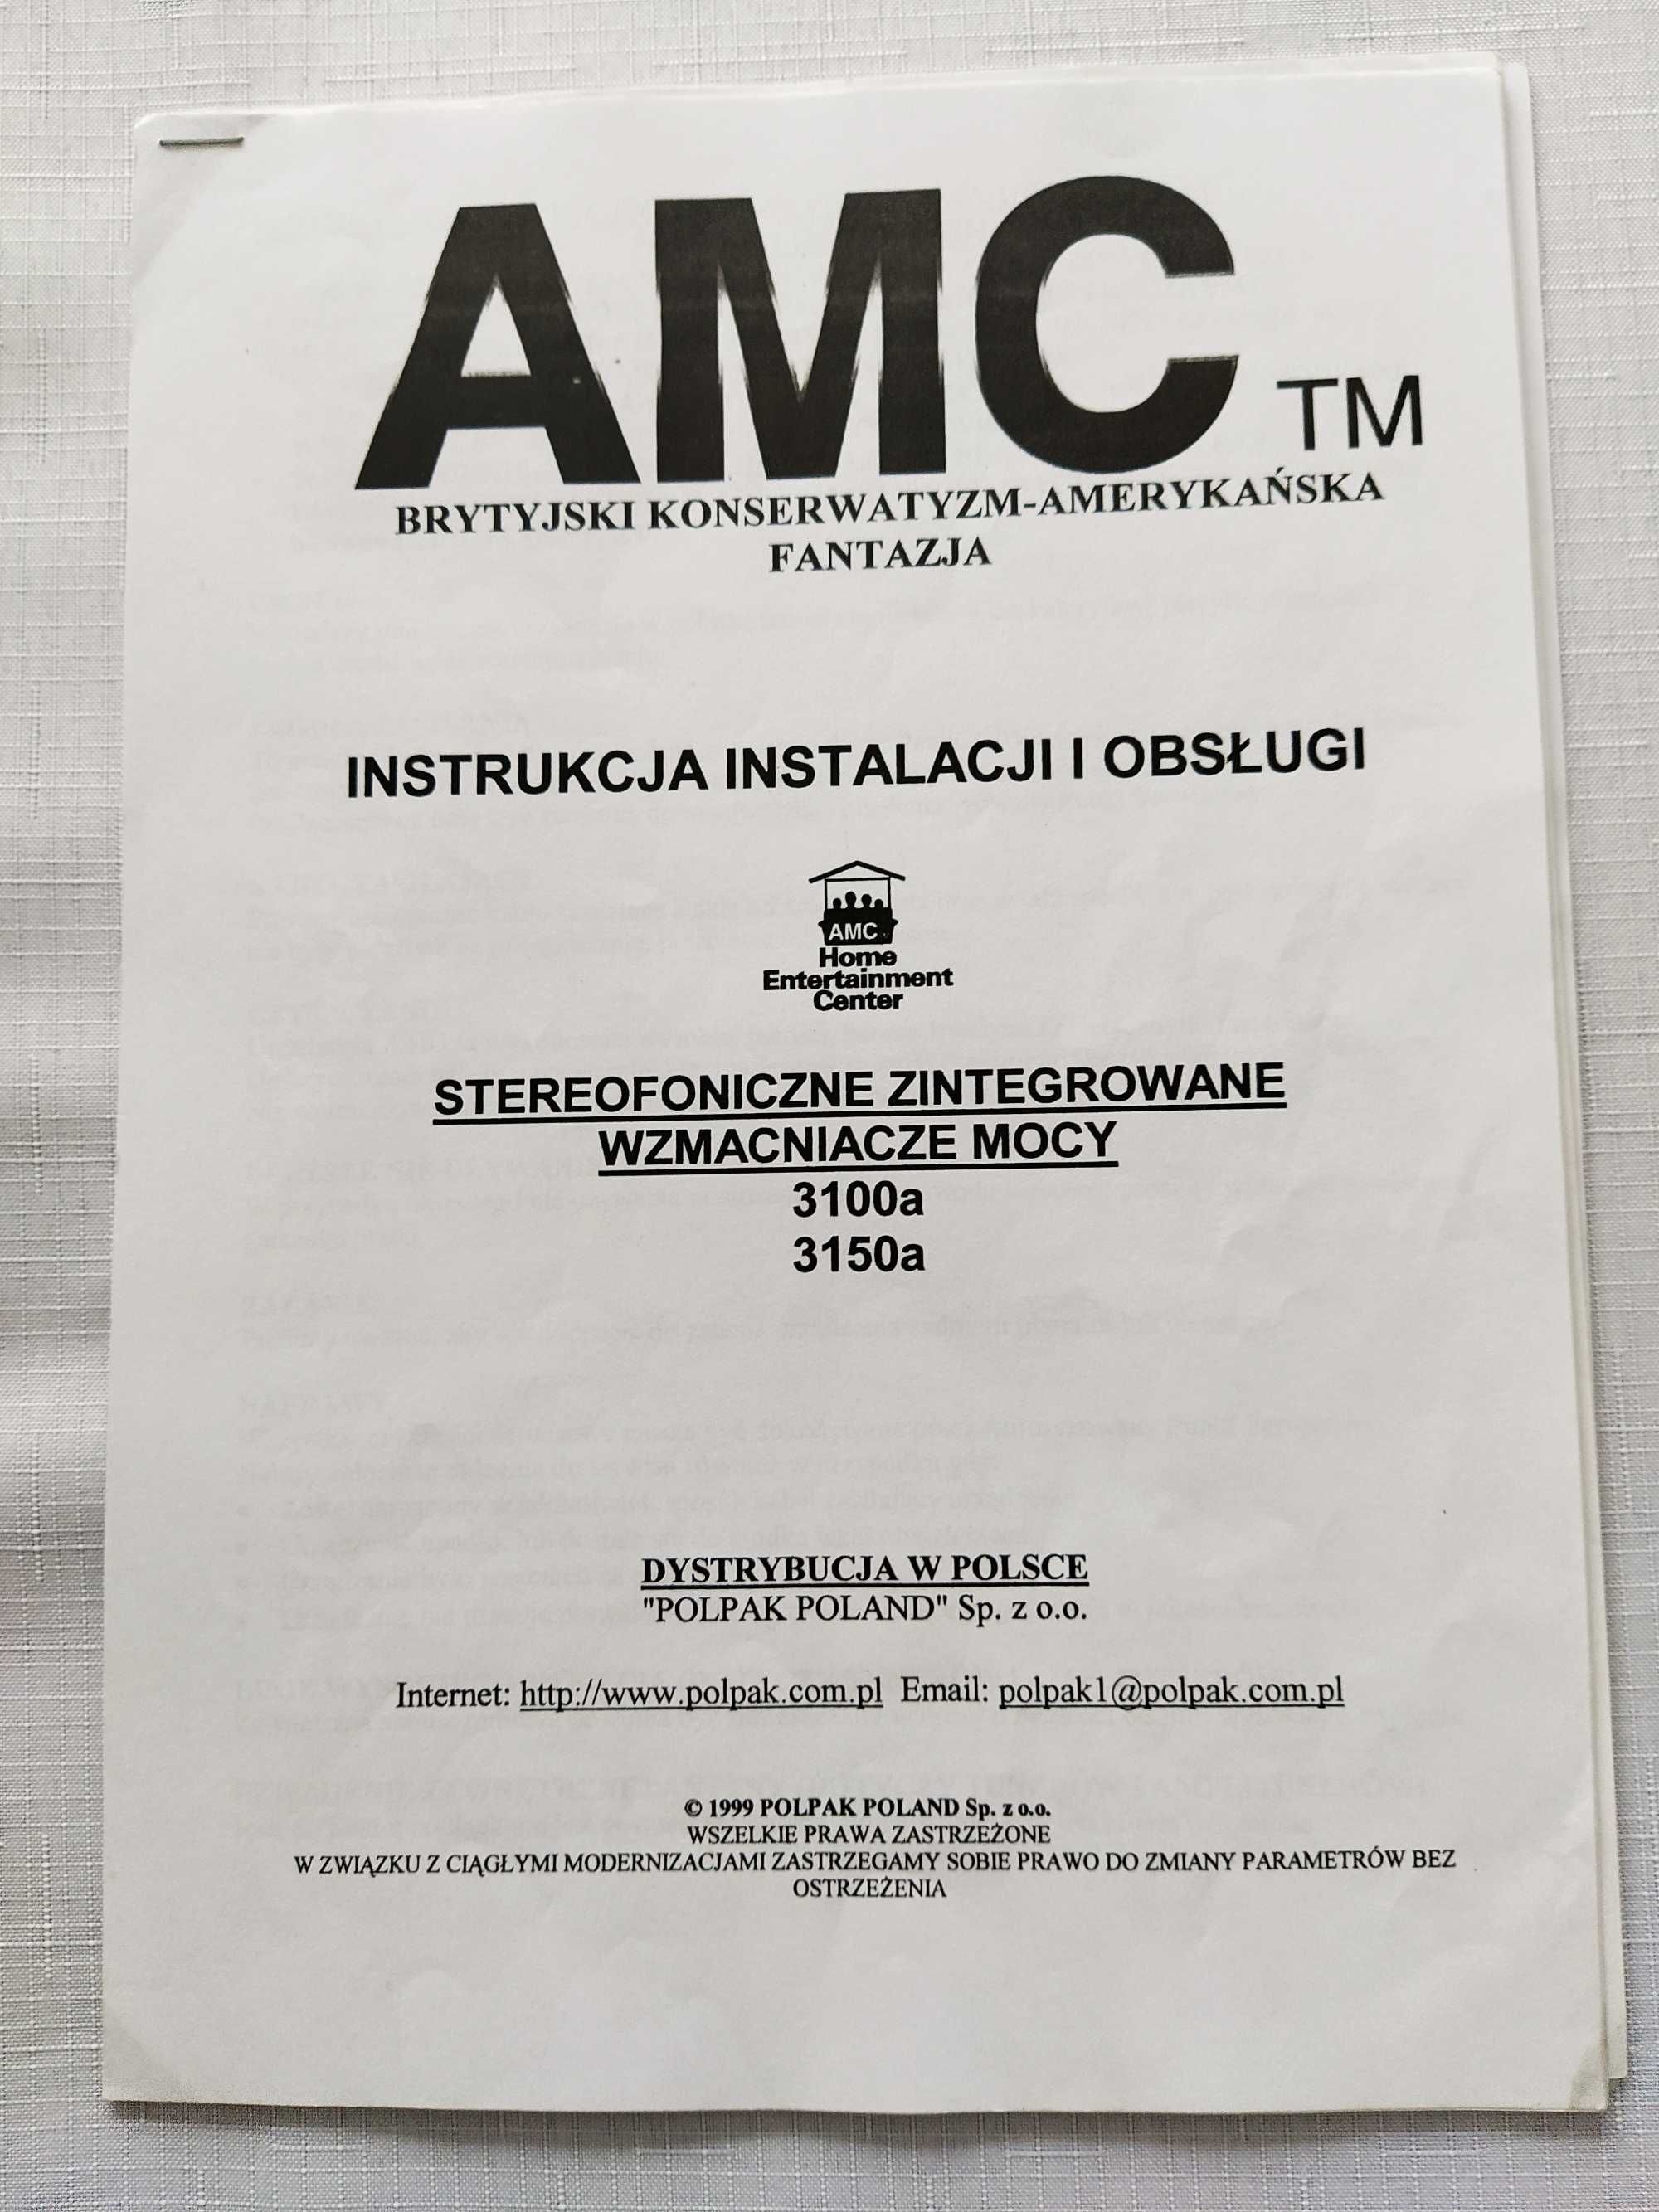 AMC TM
BRYTYJSKI KONSERWATYZM-AMERYKAŃSKA
FANTAZJA
INSTRUKCJA INSTALACJI I OBSŁUGI
AMC
Home
Entertainment
Center
STEREOFONICZNE ZINTEGROWANE
WZMACNIACZE MOCY
3100a
3150a
DYSTRYBUCJA W POLSCE
"POLPAK POLAND" Sp. z o.o.
Internet: http://www.polpak.com.pl Email: polpak1@polpak.com.pl
© 1999 POLPAK POLAND Sp. z o.o.
WSZELKIE PRAWA ZASTRZEŻONE
W ZWIĄZKU Z CIĄGŁYMI MODERNIZACJAMI ZASTRZEGAMY SOBIE PRAWO DO ZMIANY PARAMETRÓW BEZ
OSTRZEŻENIA